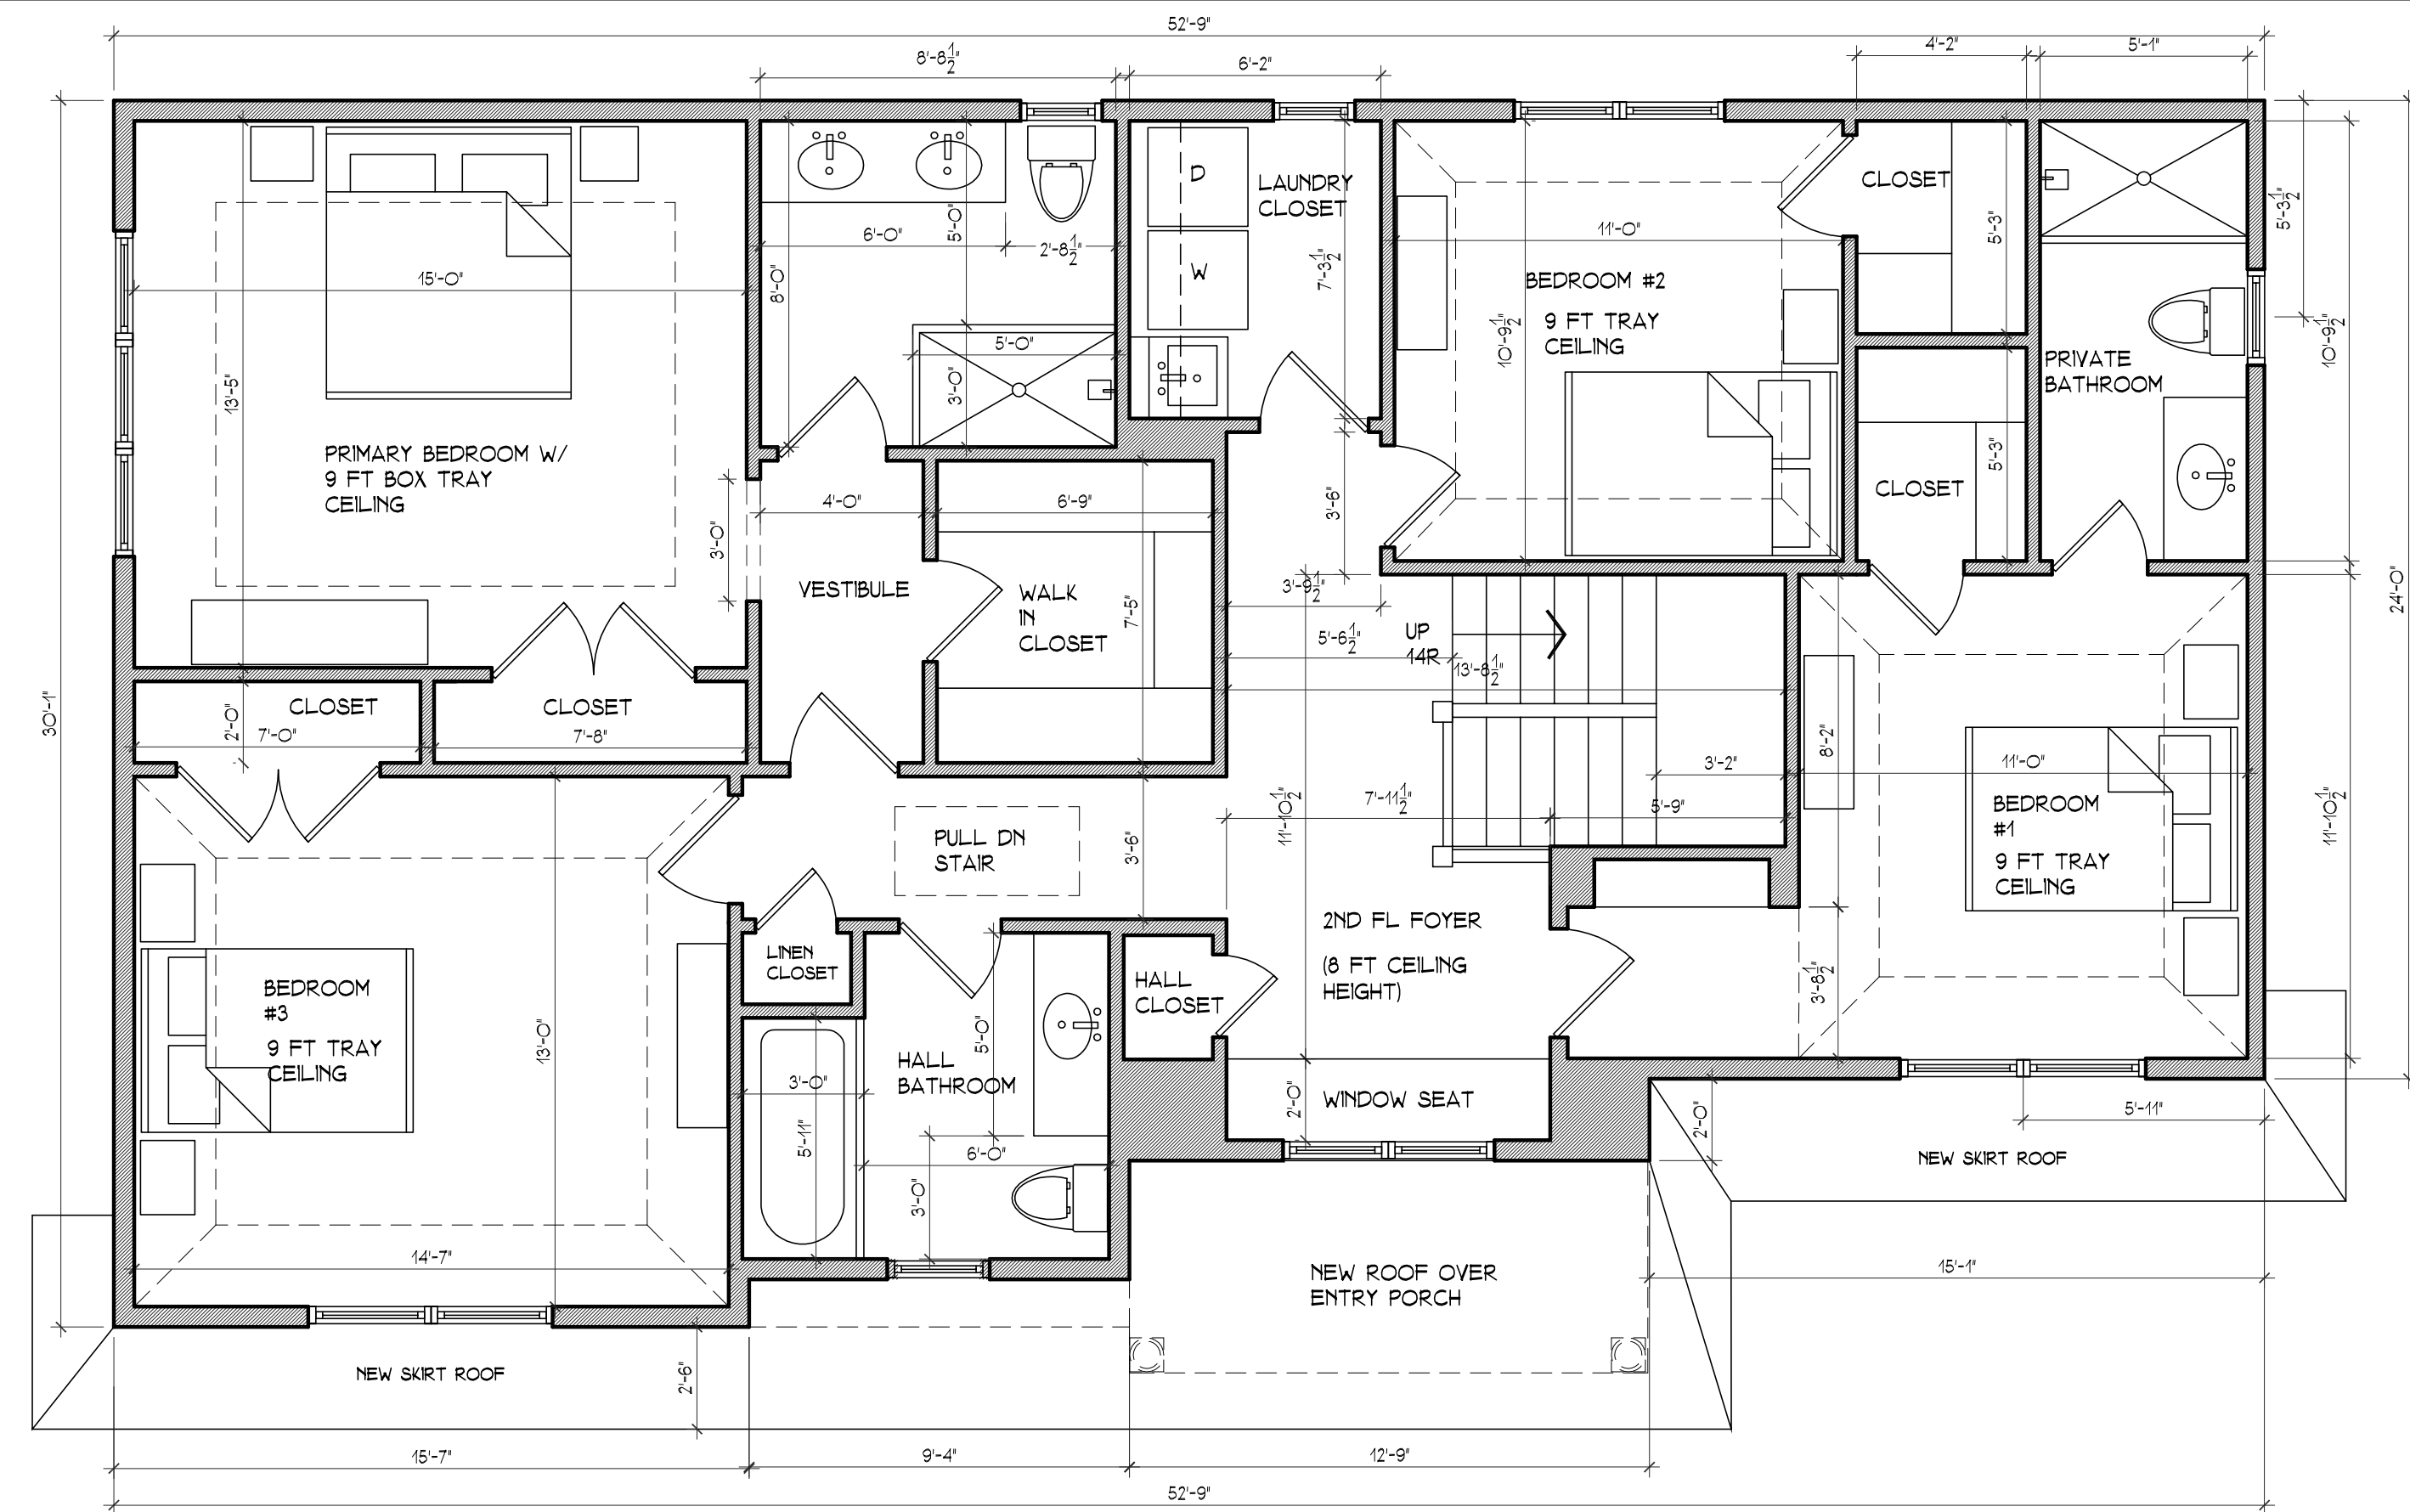 52'-9"
8'-8 1/2"
6'-2"
4'-2"
5'-1"
D
LAUNDRY
CLOSET
CLOSET
5'-3 1/2"
6'-0"
5'-0"
2'-8 1/2"
11'-0"
5'-3"
15'-0"
8'-0"
W
7'-3 1/2"
BEDROOM #2
9 FT TRAY
CEILING
10'-9 1/2"
10'-9 1/2"
13'-5"
5'-0"
3'-0"
PRIVATE
BATHROOM
PRIMARY BEDROOM W/
9 FT BOX TRAY
CEILING
4'-0"
6'-9"
3'-6"
CLOSET
5'-3"
3'-0"
VESTIBULE
WALK
IN
CLOSET
7'-5"
3'-9 1/2"
5'-6 1/2"
UP
14R
13'-8 1/2"
24'-0"
30'-1"
CLOSET
CLOSET
2'-0"
7'-0"
7'-8"
8'-2"
3'-2"
11'-0"
7'-11 1/2"
5'-9"
11'-10 1/2"
BEDROOM
#1
9 FT TRAY
CEILING
11'-10 1/2"
PULL DN
STAIR
3'-6"
2ND FL FOYER
(8 FT CEILING
HEIGHT)
LINEN
CLOSET
HALL
CLOSET
3'-8 1/2"
BEDROOM
#3
9 FT TRAY
CEILING
13'-0"
5'-0"
HALL
BATHROOM
3'-0"
5'-11"
6'-0"
3'-0"
2'-0"
WINDOW SEAT
2'-0"
5'-11"
NEW SKIRT ROOF
14'-7"
NEW ROOF OVER
ENTRY PORCH
15'-1"
NEW SKIRT ROOF
2'-6"
15'-7"
9'-4"
12'-9"
52'-9"